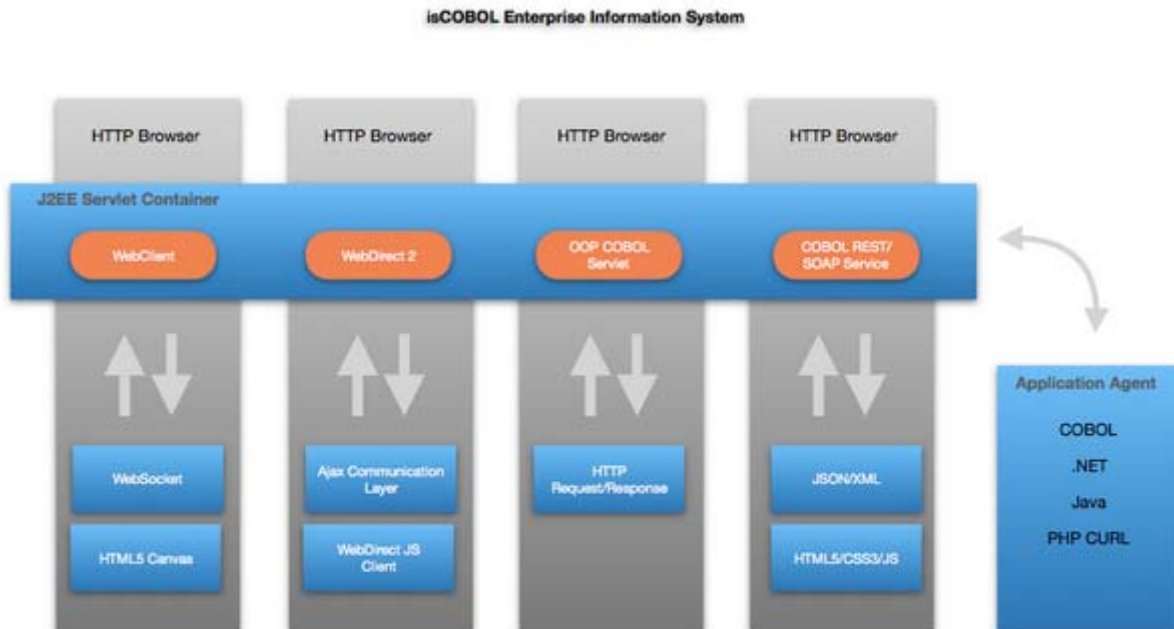 isCOBOL Enterprise Information System
HTTP Browser
HTTP Browser
HTTP Browser
HTTP Browser
J2EE Servlet Container
WebClient
WebDirect 2
OOP COBOL
Servlet
COBOL REST/
SOAP Service
WebSocket
HTML5 Canvas
Ajax Communication
Layer
WebDirect JS
Client
HTTP
Request/Response
JSON/XML
HTML5/CSS3/JS
Application Agent
COBOL
.NET
Java
PHP CURL